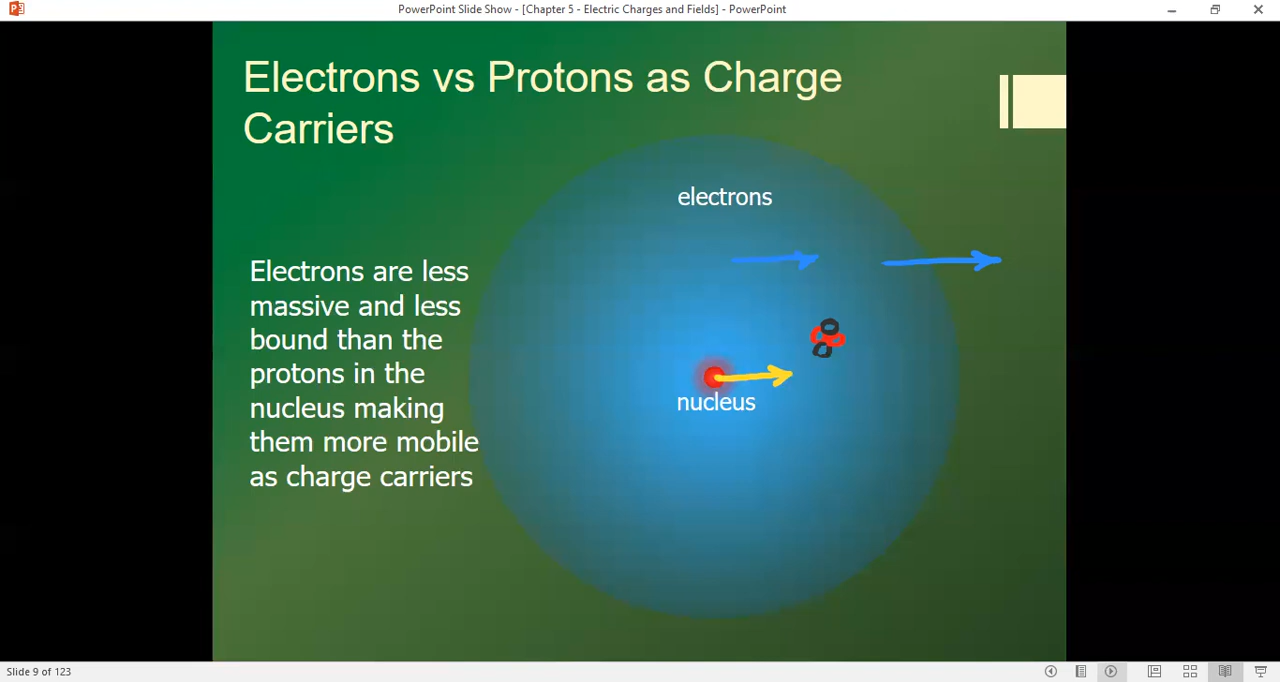 PowerPoint Slide Show - [Chapter 5 - Electric Charges and Fields] - PowerPoint
Electrons vs Protons as Charge
Carriers
electrons
Electrons are less
massive and less
bound than the
protons in the
nucleus making
them more mobile
as charge carriers
nucleus
Slide 9 of 123